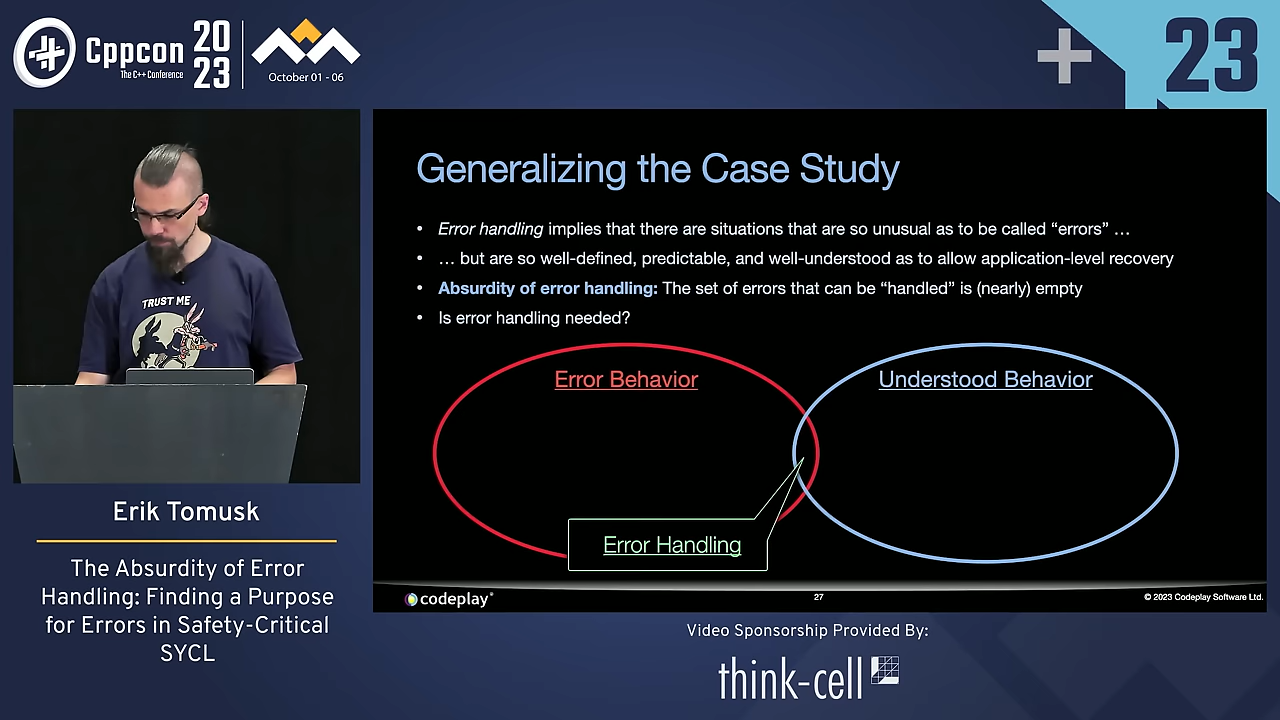 Cppcon
The C++ Conference
20
23
October 01 - 06
23
TRUST ME
Generalizing the Case Study
• Error handling implies that there are situations that are so unusual as to be called “errors” …
• … but are so well-defined, predictable, and well-understood as to allow application-level recovery
• Absurdity of error handling: The set of errors that can be “handled” is (nearly) empty
• Is error handling needed?
Error Behavior
Understood Behavior
Error Handling
codeplay®
27
© 2023 Codeplay Software Ltd.
Erik Tomusk
The Absurdity of Error
Handling: Finding a Purpose
for Errors in Safety-Critical
SYCL
Video Sponsorship Provided By:
think-cell